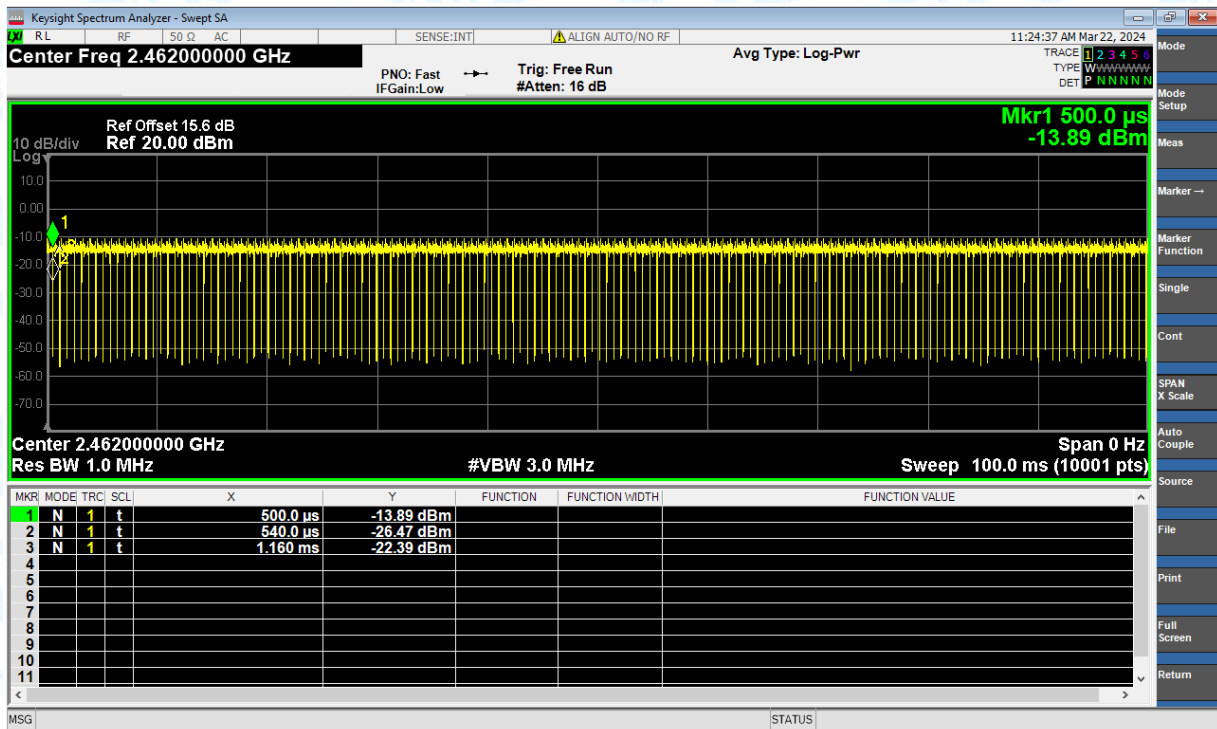 Keysight Spectrum Analyzer - Swept SA
LXI RL RF 50 Ω AC SENSE:INT ALIGN AUTO/NO RF 11:24:37 AM Mar 22, 2024
Center Freq 2.462000000 GHz Avg Type: Log-Pwr TRACE 1 2 3 4 5 6
PNO: Fast Trig: Free Run TYPE WWWWWW
IFGain:Low #Atten: 16 dB DET P N N N N N
Mode
Mode Setup
Meas
Marker →
Marker Function
Single
Cont
SPAN X Scale
Auto Couple
Source
File
Print
Full Screen
Return
Ref Offset 15.6 dB Mkr1 500.0 µs
10 dB/div Ref 20.00 dBm -13.89 dBm
Log
10.0
0.00
-10.0
-20.0
-30.0
-40.0
-50.0
-60.0
-70.0
1
2
3
Center 2.462000000 GHz Span 0 Hz
Res BW 1.0 MHz #VBW 3.0 MHz Sweep 100.0 ms (10001 pts)
MKR MODE TRC SCL X Y FUNCTION FUNCTION WIDTH FUNCTION VALUE
1 N 1 t 500.0 µs -13.89 dBm
2 N 1 t 540.0 µs -26.47 dBm
3 N 1 t 1.160 ms -22.39 dBm
4
5
6
7
8
9
10
11
MSG STATUS